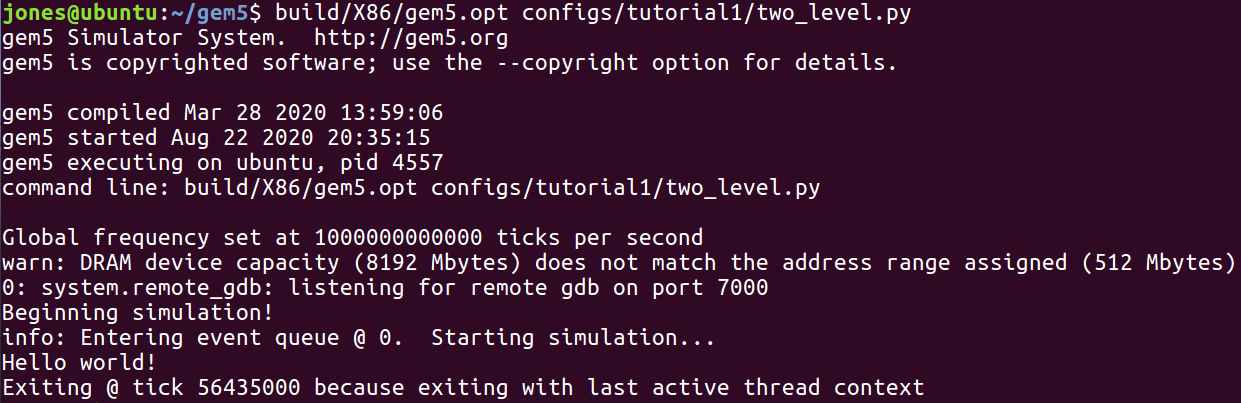 jones@ubuntu:~/gem5$ build/X86/gem5.opt configs/tutorial1/two_level.py
gem5 Simulator System.  http://gem5.org
gem5 is copyrighted software; use the --copyright option for details.
gem5 compiled Mar 28 2020 13:59:06
gem5 started Aug 22 2020 20:35:15
gem5 executing on ubuntu, pid 4557
command line: build/X86/gem5.opt configs/tutorial1/two_level.py
Global frequency set at 1000000000000 ticks per second
warn: DRAM device capacity (8192 Mbytes) does not match the address range assigned (512 Mbytes)
0: system.remote_gdb: listening for remote gdb on port 7000
Beginning simulation!
info: Entering event queue @ 0.  Starting simulation...
Hello world!
Exiting @ tick 56435000 because exiting with last active thread context